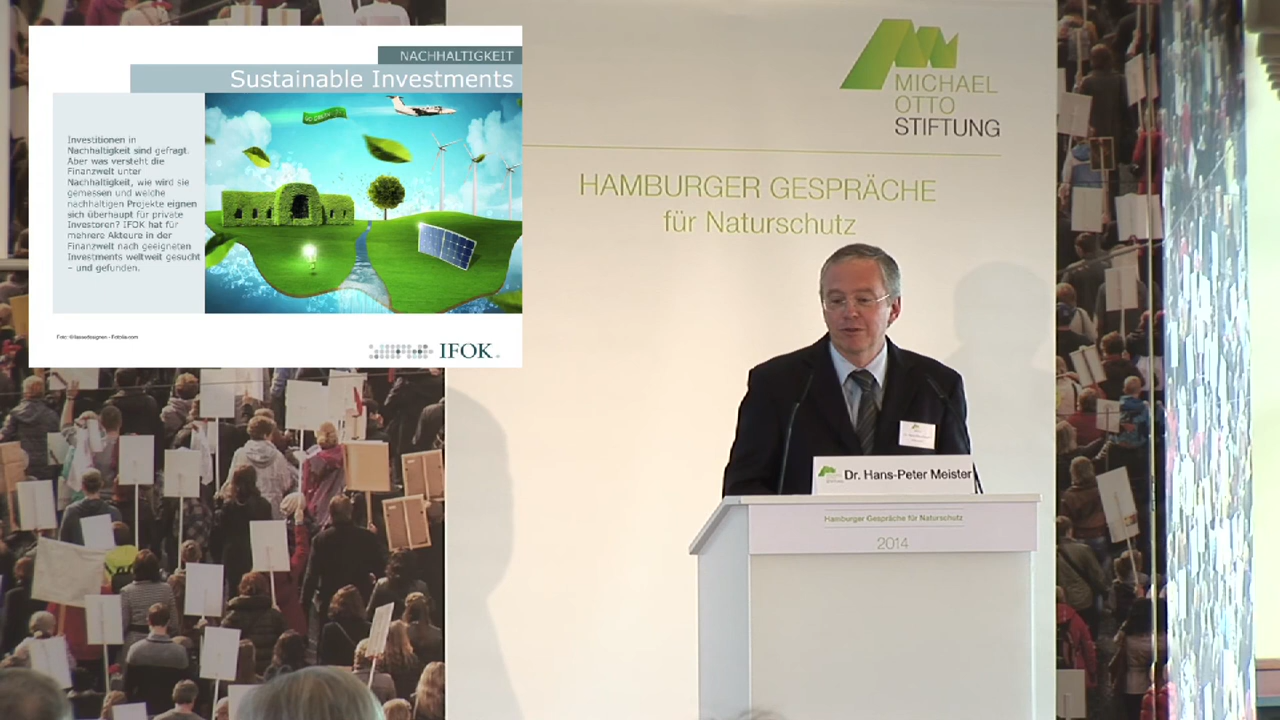 NACHHALTIGKEIT
Sustainable Investments
Investitionen in
Nachhaltigkeit sind gefragt.
Aber was versteht die
Finanzwelt unter
Nachhaltigkeit, wie wird sie
gemessen und welche
nachhaltigen Projekte eignen
sich überhaupt für private
Investoren? IFOK hat für
mehrere Akteure in der
Finanzwelt nach geeigneten
Investments weltweit gesucht
– und gefunden.
IFOK
MICHAEL
OTTO
STIFTUNG
HAMBURGER GESPRÄCHE
für Naturschutz
Dr. Hans-Peter Meister
Hamburger Gespräche für Naturschutz
2014